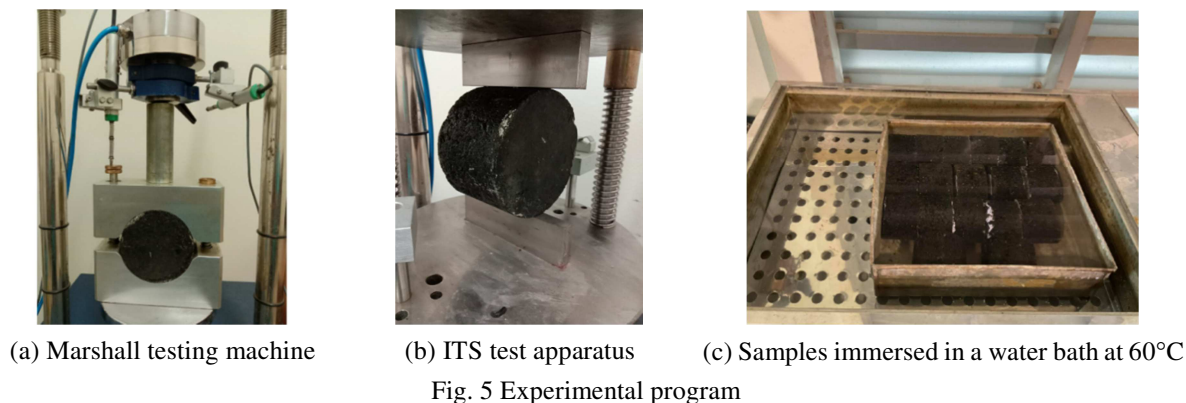 (a) Marshall testing machine
(b) ITS test apparatus
(c) Samples immersed in a water bath at 60°C
Fig. 5 Experimental program